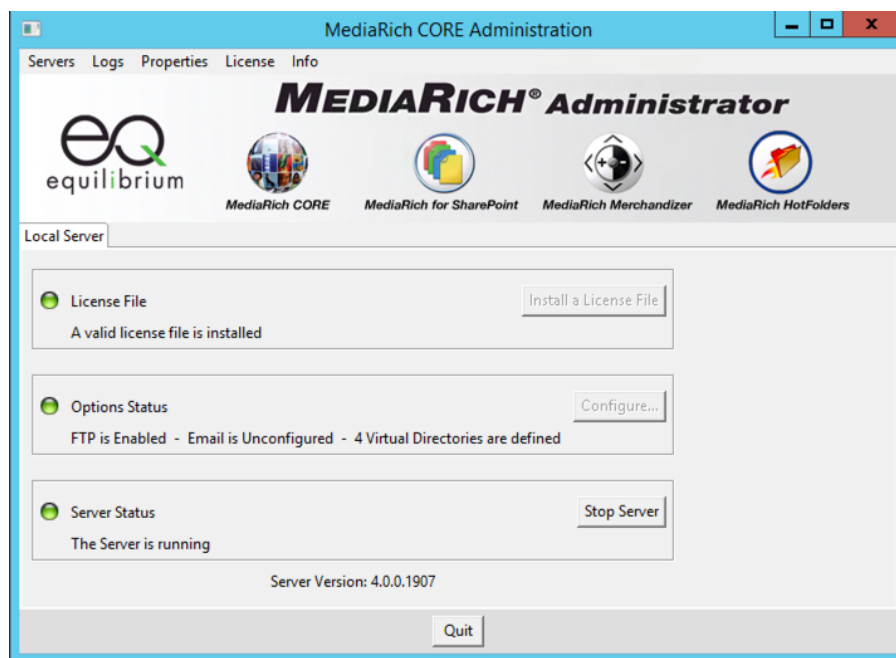 MediaRich CORE Administration
Servers Logs Properties License Info
MEDIARICH® Administrator
eQ
equilibrium
MediaRich CORE MediaRich for SharePoint MediaRich Merchandizer MediaRich HotFolders
Local Server
License File Install a License File
A valid license file is installed
Options Status Configure...
FTP is Enabled - Email is Unconfigured - 4 Virtual Directories are defined
Server Status Stop Server
The Server is running
Server Version: 4.0.0.1907
Quit